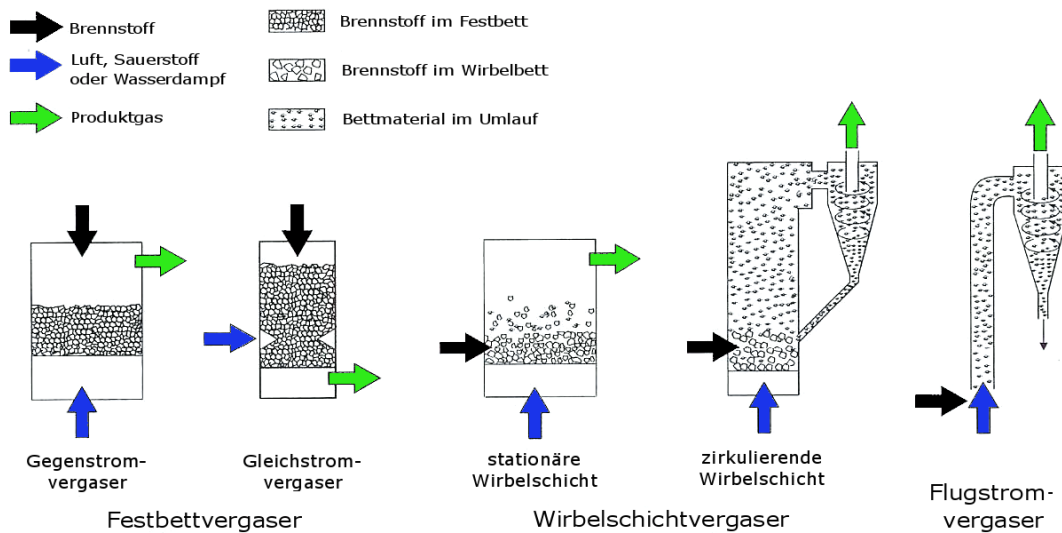 Brennstoff
Luft, Sauerstoff
oder Wasserdampf
Produktgas
Brennstoff im Festbett
Brennstoff im Wirbelbett
Bettmaterial im Umlauf
Gegenstrom-
vergaser
Gleichstrom-
vergaser
stationäre
Wirbelschicht
zirkulierende
Wirbelschicht
Flugstrom-
vergaser
Festbettvergaser
Wirbelschichtvergaser